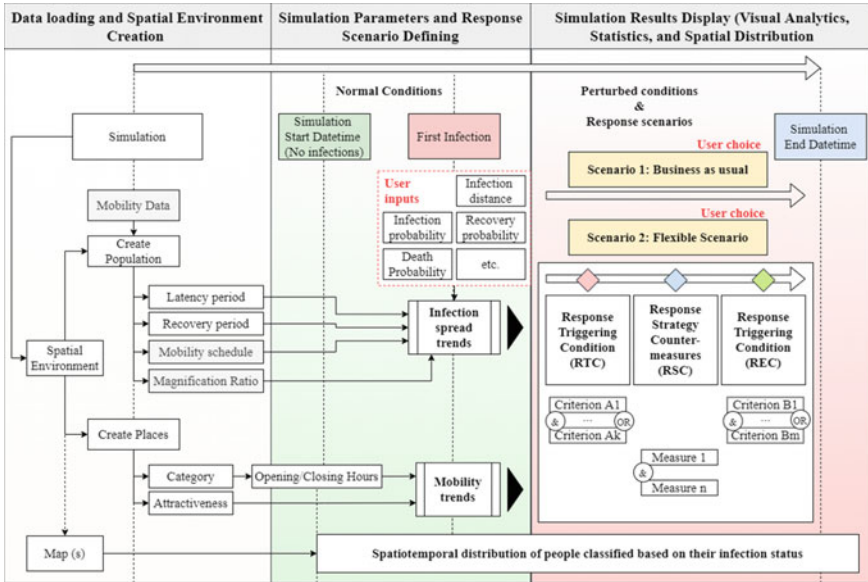 Data loading and Spatial Environment
Creation
Simulation Parameters and Response
Scenario Defining
Simulation Results Display (Visual Analytics,
Statistics, and Spatial Distribution
Normal Conditions
Perturbed conditions
&
Response scenarios
Simulation
Simulation
Start Datetime
(No infections)
First Infection
Simulation
End Datetime
User choice
Scenario 1: Business as usual
User choice
Scenario 2: Flexible Scenario
User
inputs
Infection
distance
Infection
probability
Recovery
probability
Death
Probability
etc.
Mobility Data
Create
Population
Latency period
Recovery period
Mobility schedule
Magnification Ratio
Infection
spread
trends
Spatial
Environment
Create Places
Category
Opening/Closing Hours
Attractiveness
Mobility
trends
Response
Triggering
Condition
(RTC)
Response
Strategy
Counter-
measures
(RSC)
Response
Triggering
Condition
(REC)
Criterion A1
& ... OR
Criterion Ak
Criterion B1
& ... OR
Criterion Bm
Measure 1
&
Measure n
Map (s)
Spatiotemporal distribution of people classified based on their infection status